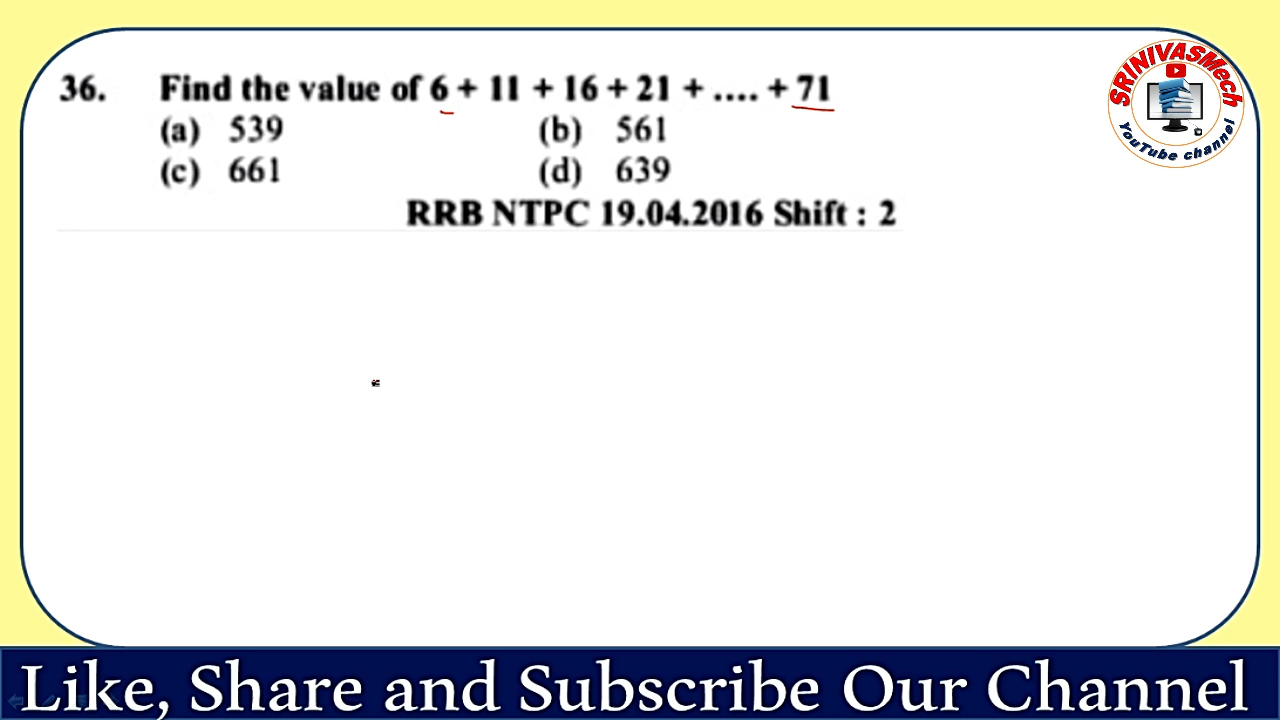 36. Find the value of 6 + 11 + 16 + 21 + .... + 71
(a) 539 (b) 561
(c) 661 (d) 639
RRB NTPC 19.04.2016 Shift : 2
SRINIVASMech
YouTube channel
Like, Share and Subscribe Our Channel